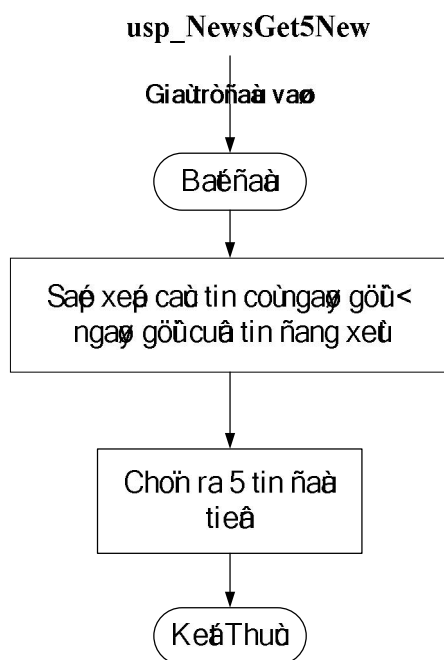 usp_NewsGet5New
Giaù trò ñaàu vaøo
Baét ñaàu
Saép xeáp caùc tin coù ngaøy göûi <
ngaøy göûi cuûa tin ñang xeùt
Choïn ra 5 tin ñaàu
tieân
Keát Thuùc